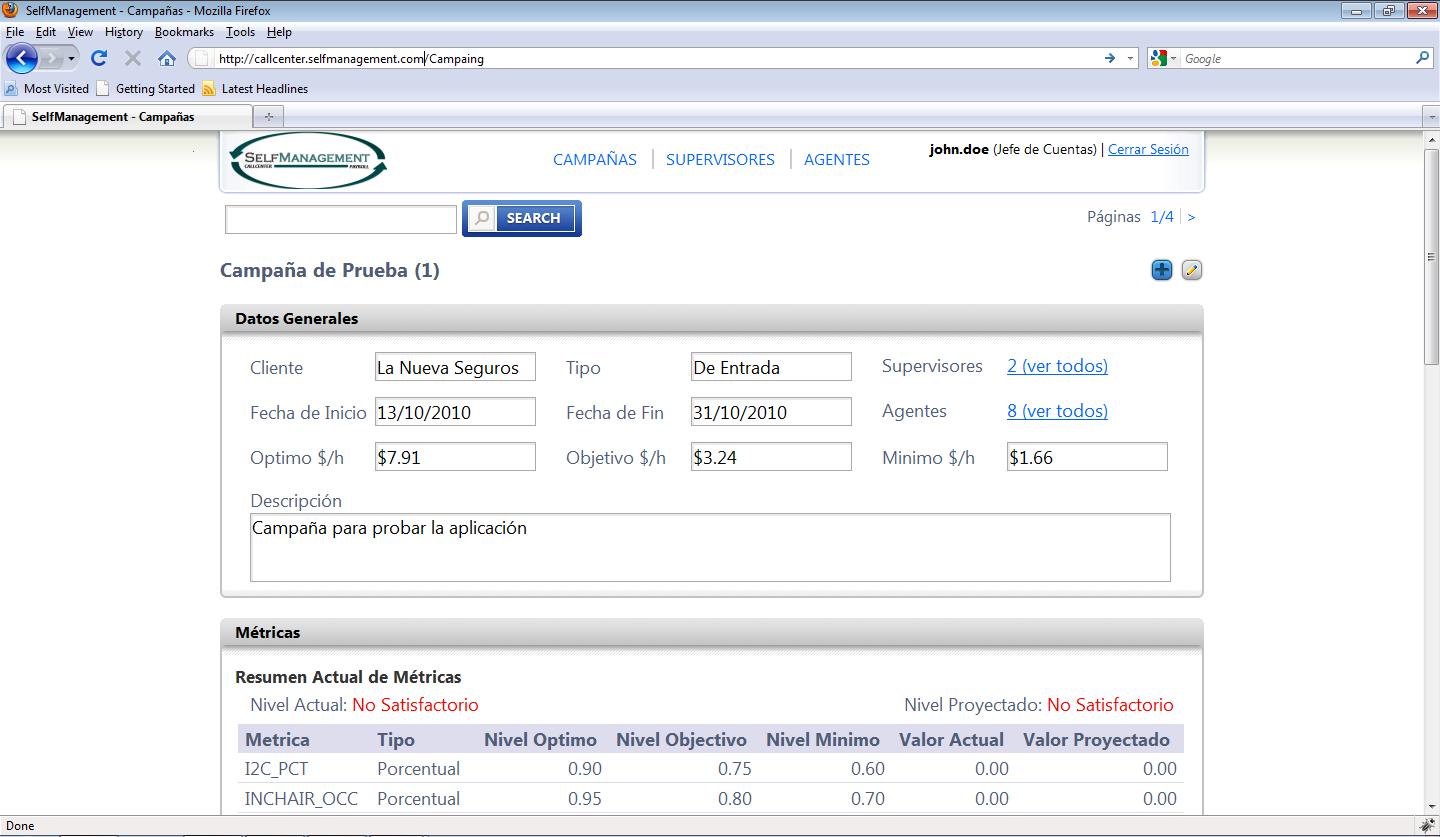 SelfManagement - Campañas - Mozilla Firefox
File Edit View History Bookmarks Tools Help
http://callcenter.selfmanagement.com/Campaing
Google
Most Visited Getting Started Latest Headlines
SelfManagement - Campañas
SELFMANAGEMENT
CALLCENTER PAYROLL
CAMPAÑAS SUPERVISORES AGENTES
john.doe (Jefe de Cuentas) | Cerrar Sesión
SEARCH
Páginas 1/4 >
Campaña de Prueba (1)
Datos Generales
Cliente La Nueva Seguros Tipo De Entrada Supervisores 2 (ver todos)
Fecha de Inicio 13/10/2010 Fecha de Fin 31/10/2010 Agentes 8 (ver todos)
Optimo $/h $7.91 Objetivo $/h $3.24 Minimo $/h $1.66
Descripción
Campaña para probar la aplicación
Métricas
Resumen Actual de Métricas
Nivel Actual: No Satisfactorio Nivel Proyectado: No Satisfactorio
Metrica Tipo Nivel Optimo Nivel Objectivo Nivel Minimo Valor Actual Valor Proyectado
I2C_PCT Porcentual 0.90 0.75 0.60 0.00 0.00
INCHAIR_OCC Porcentual 0.95 0.80 0.70 0.00 0.00
Done